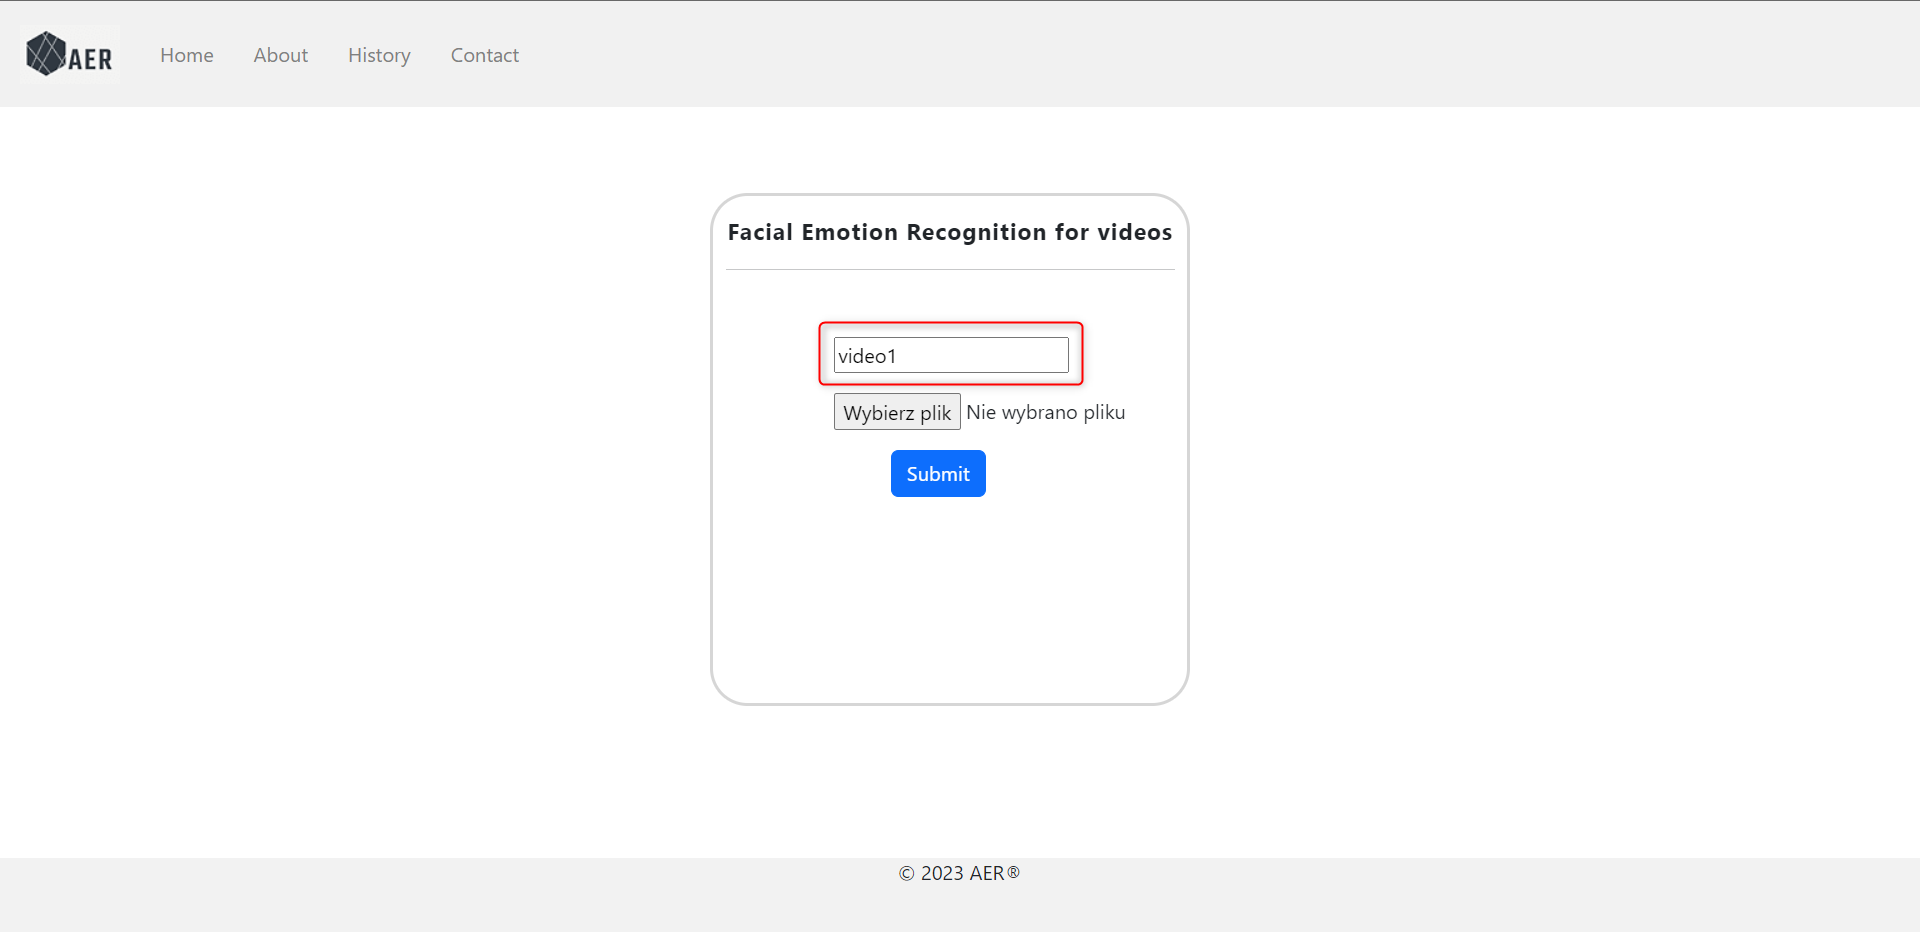 AER Home About History Contact
Facial Emotion Recognition for videos
video1
Wybierz plik Nie wybrano pliku
Submit
© 2023 AER®